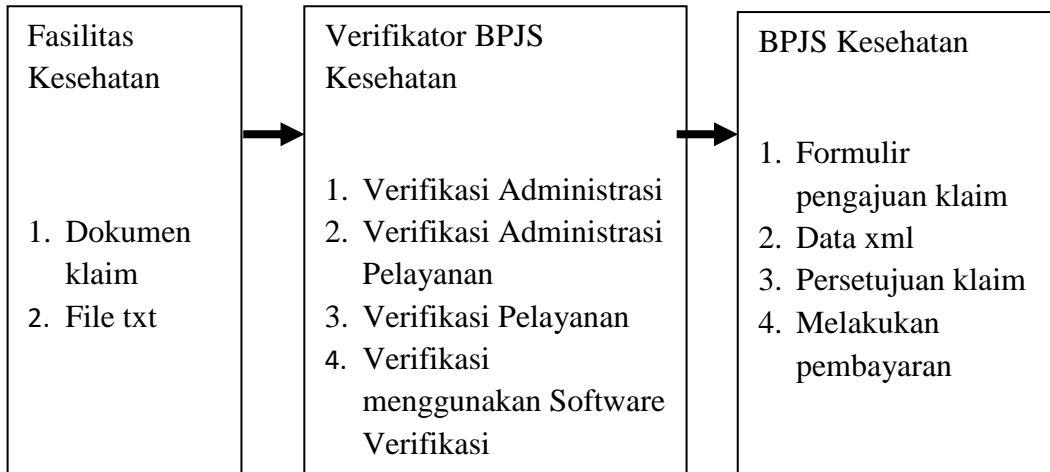 Fasilitas
Kesehatan
1. Dokumen
klaim
2. File txt
Verifikator BPJS
Kesehatan
1. Verifikasi Administrasi
2. Verifikasi Administrasi
Pelayanan
3. Verifikasi Pelayanan
4. Verifikasi
menggunakan Software
Verifikasi
BPJS Kesehatan
1. Formulir
pengajuan klaim
2. Data xml
3. Persetujuan klaim
4. Melakukan
pembayaran